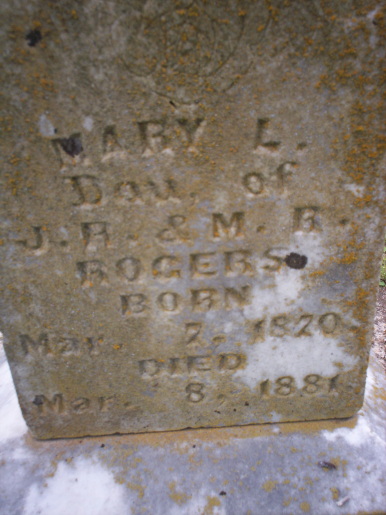 MARY L.
Dau. of
J.R. & M.R.
ROGERS
BORN
Mar. 7, 1870
DIED
Mar. 8, 1881.